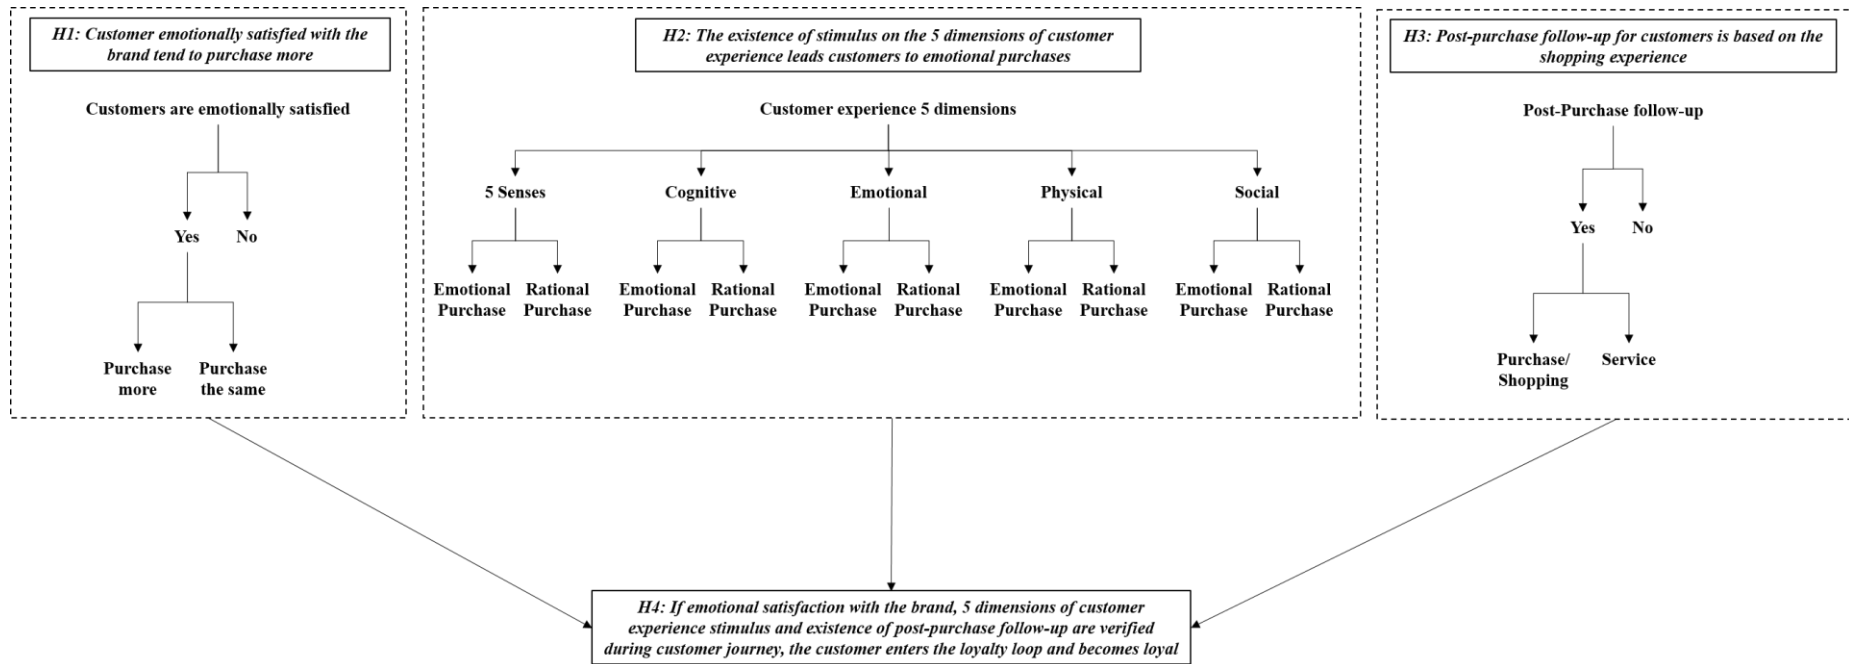 H1: Customer emotionally satisfied with the
brand tend to purchase more
Customers are emotionally satisfied
Yes
No
Purchase
more
Purchase
the same
H2: The existence of stimulus on the 5 dimensions of customer
experience leads customers to emotional purchases
Customer experience 5 dimensions
5 Senses
Cognitive
Emotional
Physical
Social
Emotional
Purchase
Rational
Purchase
Emotional
Purchase
Rational
Purchase
Emotional
Purchase
Rational
Purchase
Emotional
Purchase
Rational
Purchase
Emotional
Purchase
Rational
Purchase
H3: Post-purchase follow-up for customers is based on the
shopping experience
Post-Purchase follow-up
Yes
No
Purchase/
Shopping
Service
H4: If emotional satisfaction with the brand, 5 dimensions of customer
experience stimulus and existence of post-purchase follow-up are verified
during customer journey, the customer enters the loyalty loop and becomes loyal